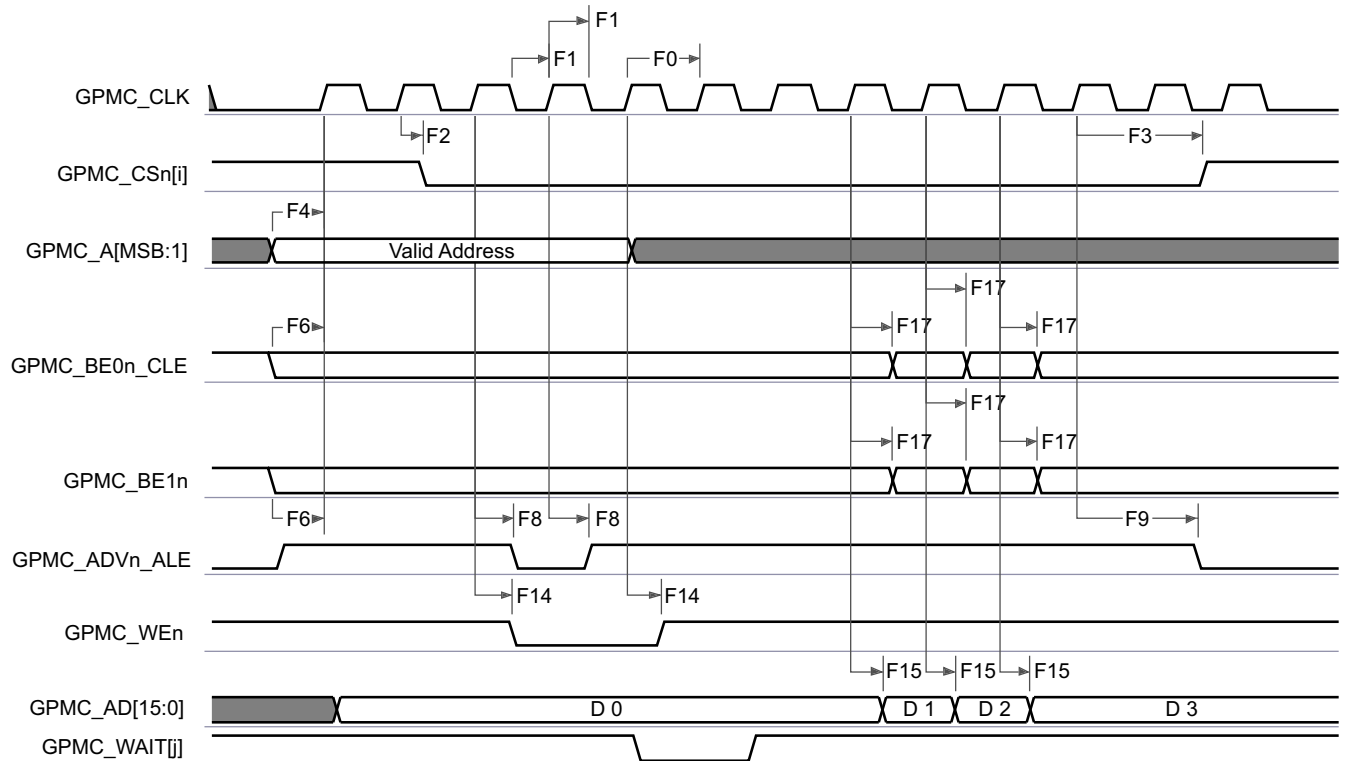 F1
F1
F0
GPMC_CLK
F2
F3
GPMC_CSn[i]
F4
GPMC_A[MSB:1]
Valid Address
F17
F6
F17
F17
GPMC_BE0n_CLE
F17
F17
F17
GPMC_BE1n
F6
F8
F8
F9
GPMC_ADVn_ALE
F14
F14
GPMC_WEn
F15
F15
F15
GPMC_AD[15:0]
D 0
D 1
D 2
D 3
GPMC_WAIT[j]